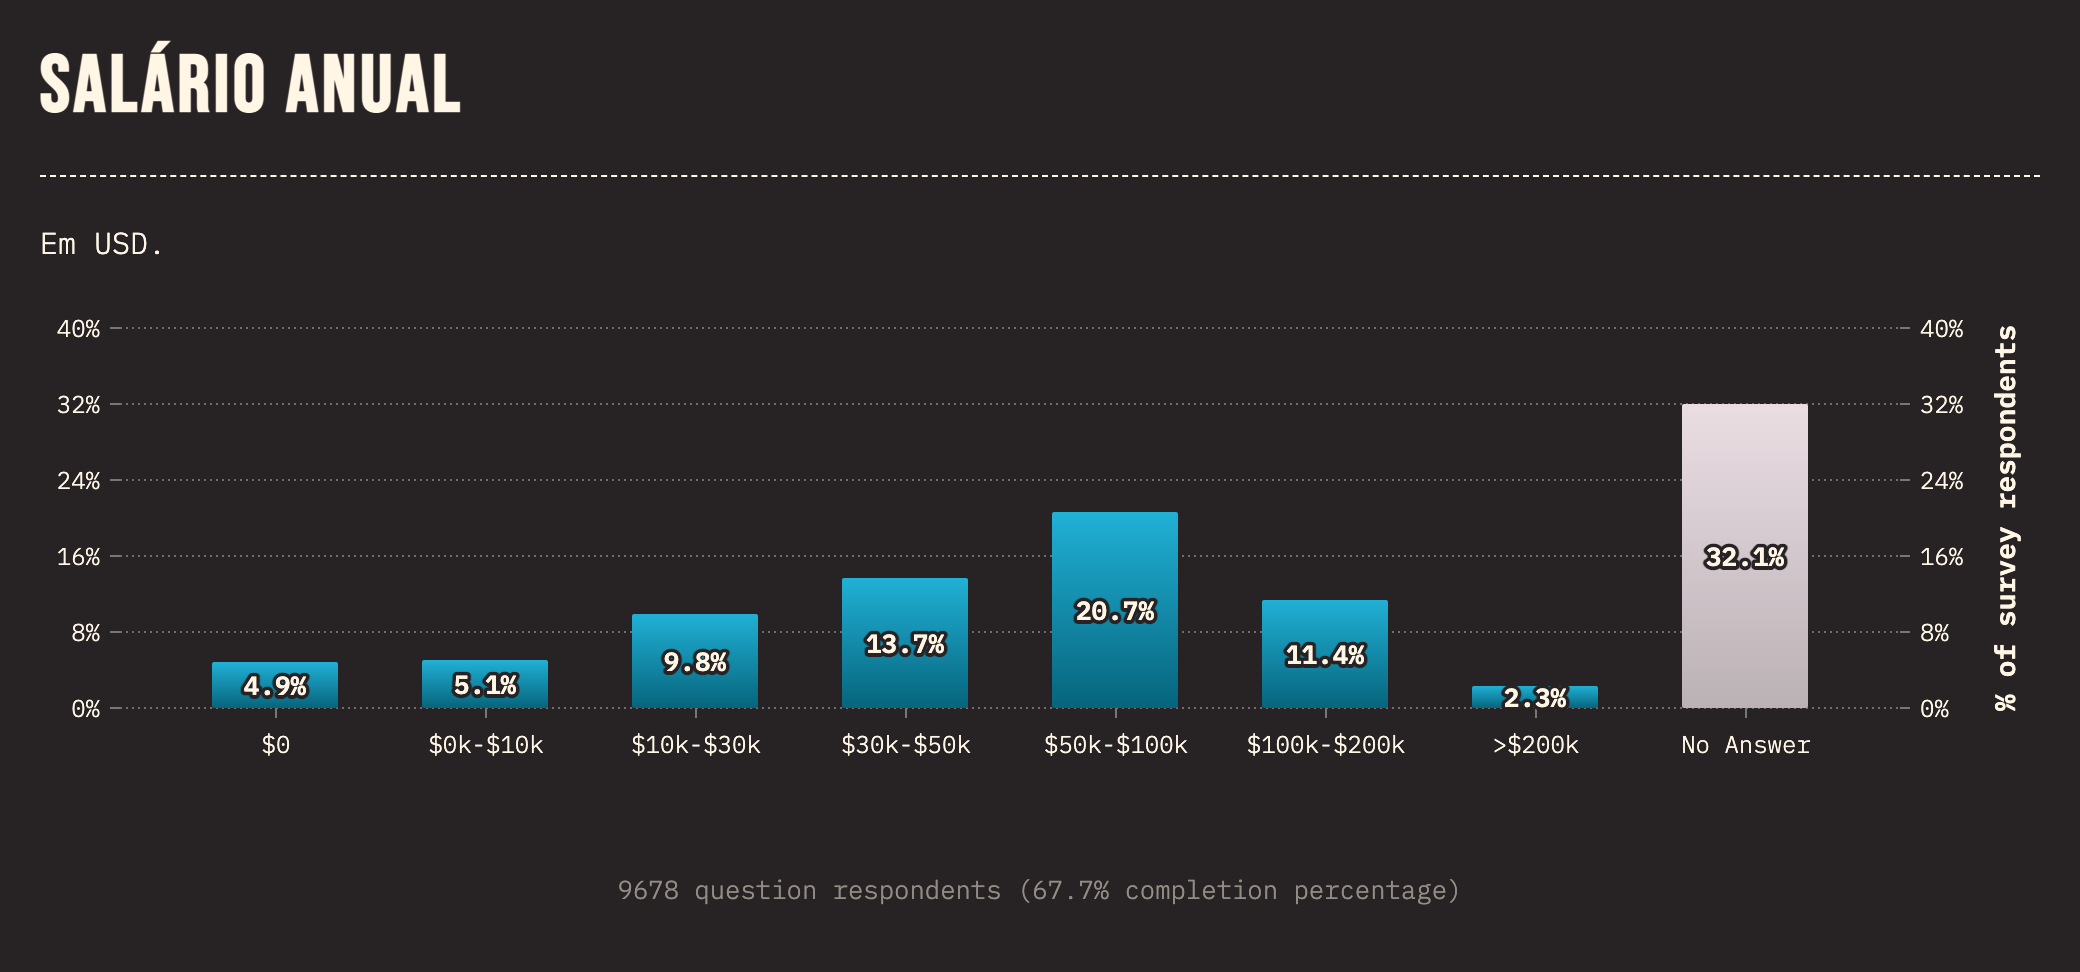 SALÁRIO ANUAL
Em USD.
40% 40%
32% 32%
24% 24%
16% 16%
8% 8%
0% 0%
% of survey respondents
4.9% 5.1% 9.8% 13.7% 20.7% 11.4% 2.3% 32.1%
$0 $0k-$10k $10k-$30k $30k-$50k $50k-$100k $100k-$200k >$200k No Answer
9678 question respondents (67.7% completion percentage)